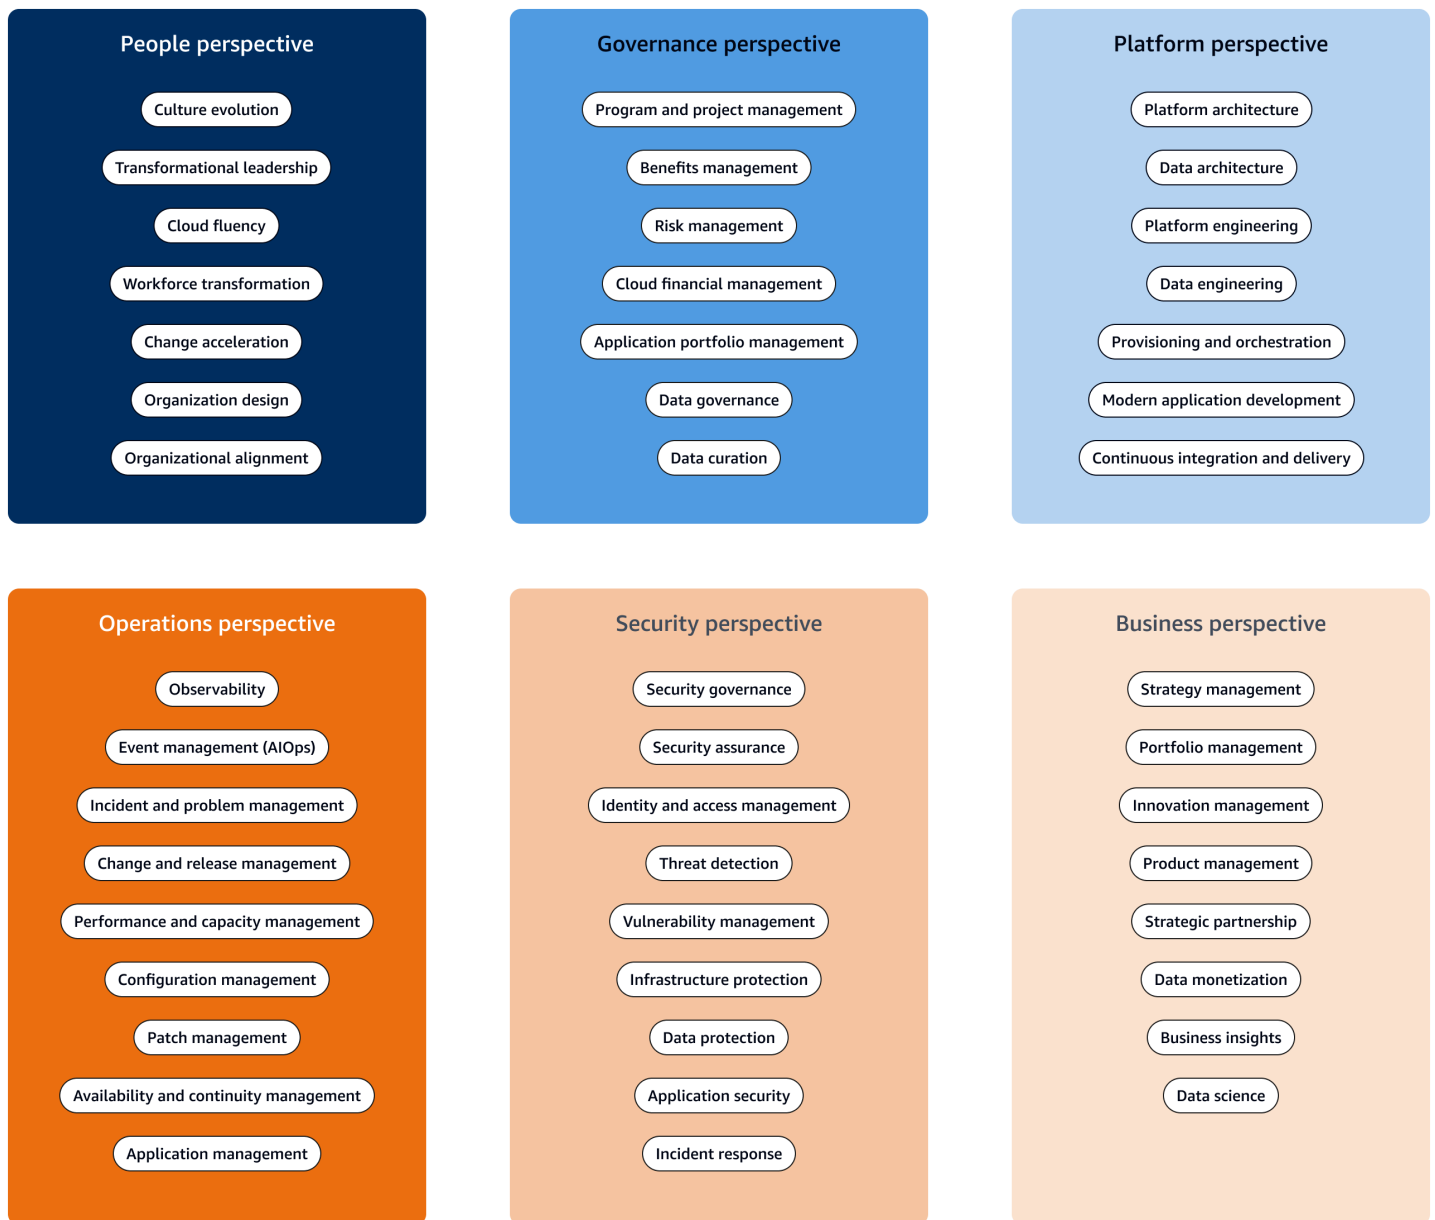 People perspective
Culture evolution
Transformational leadership
Cloud fluency
Workforce transformation
Change acceleration
Organization design
Organizational alignment
Governance perspective
Program and project management
Benefits management
Risk management
Cloud financial management
Application portfolio management
Data governance
Data curation
Platform perspective
Platform architecture
Data architecture
Platform engineering
Data engineering
Provisioning and orchestration
Modern application development
Continuous integration and delivery
Operations perspective
Observability
Event management (AIOps)
Incident and problem management
Change and release management
Performance and capacity management
Configuration management
Patch management
Availability and continuity management
Application management
Security perspective
Security governance
Security assurance
Identity and access management
Threat detection
Vulnerability management
Infrastructure protection
Data protection
Application security
Incident response
Business perspective
Strategy management
Portfolio management
Innovation management
Product management
Strategic partnership
Data monetization
Business insights
Data science